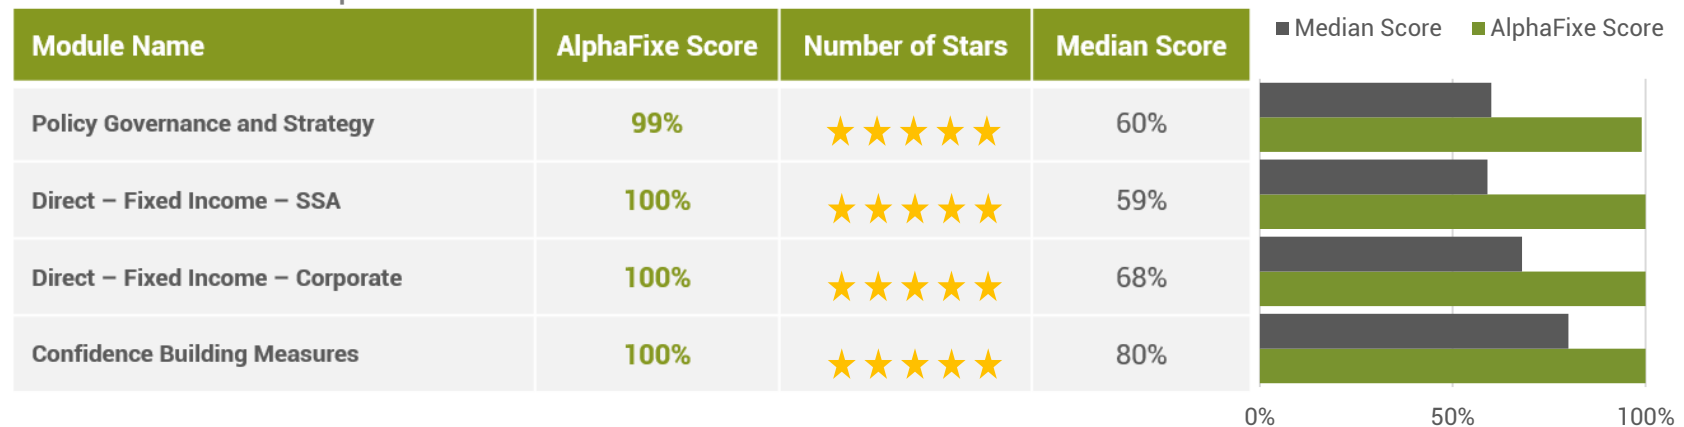 Module Name AlphaFixe Score Number of Stars Median Score
Policy Governance and Strategy 99% ★★★★★ 60%
Direct – Fixed Income – SSA 100% ★★★★★ 59%
Direct – Fixed Income – Corporate 100% ★★★★★ 68%
Confidence Building Measures 100% ★★★★★ 80%
Median Score AlphaFixe Score
0% 50% 100%